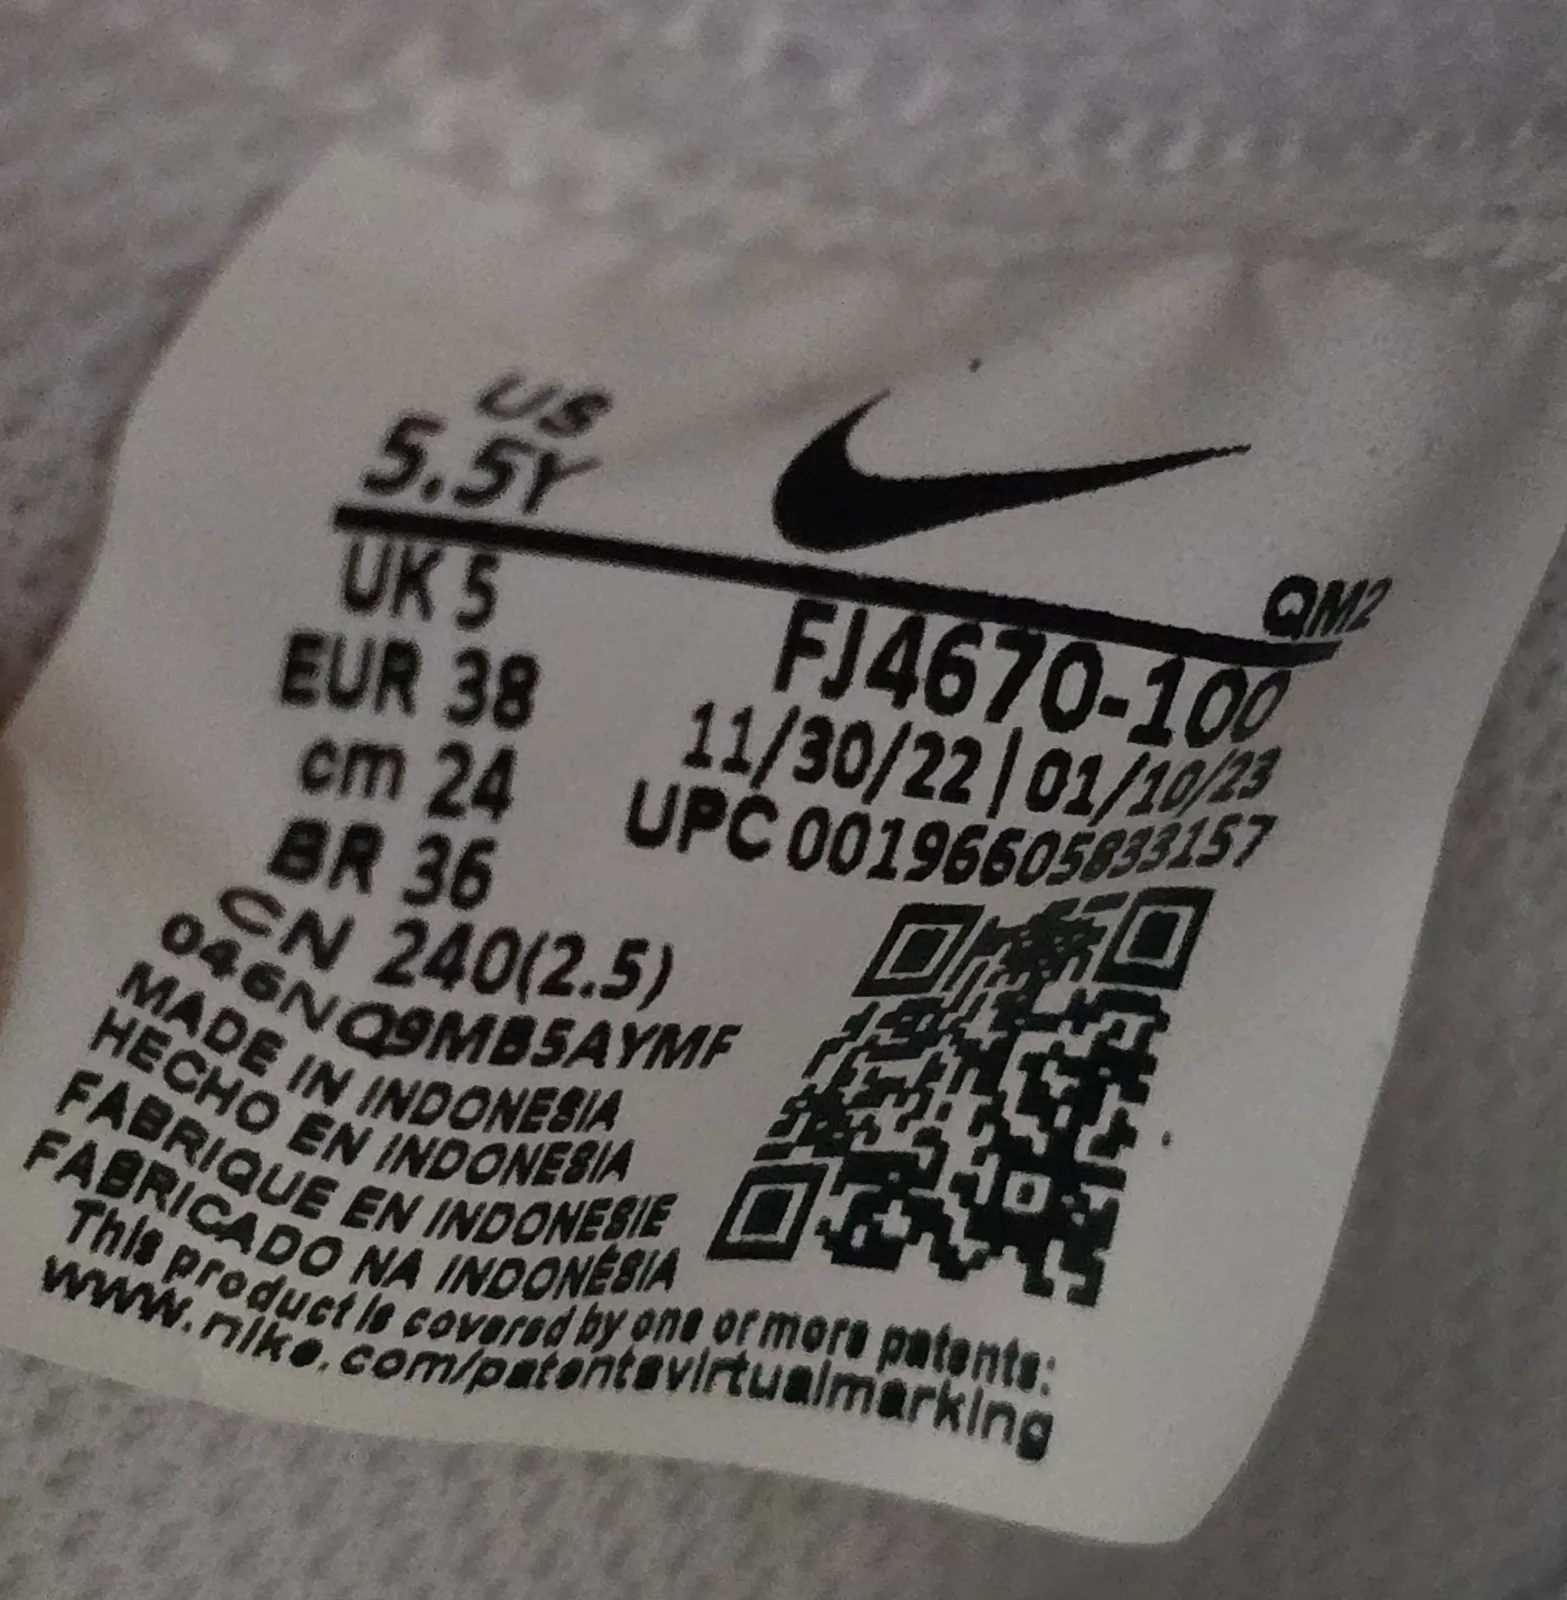 US
5.5Y
QM2
UK 5
EUR 38
cm 24
BR 36
CN 240(2.5)
FJ4670-100
11/30/22 | 01/10/23
UPC 00196605833157
046NQ9MB5AYMF
MADE IN INDONESIA
HECHO EN INDONESIA
FABRIQUE EN INDONESIE
FABRICADO NA INDONÉSIA
This product is covered by one or more patents:
www.nike.com/patentsvirtualmarking